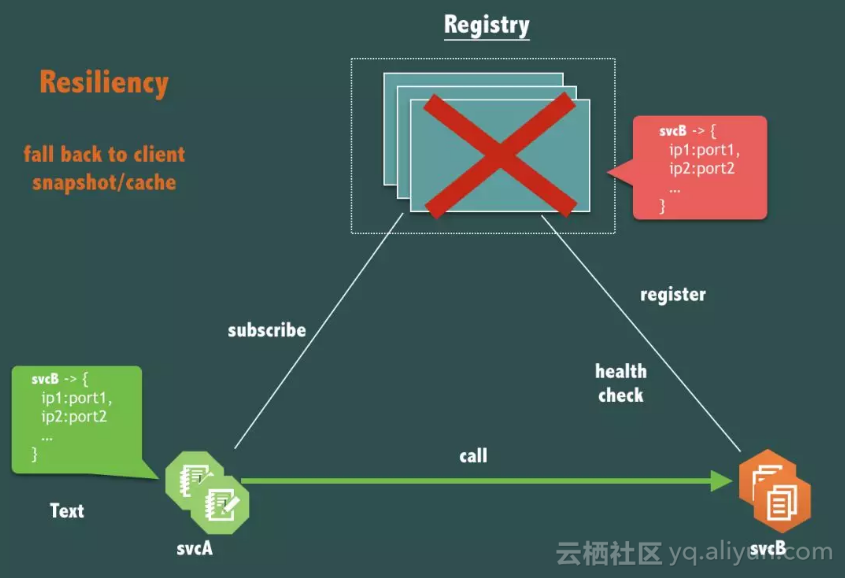 Registry
Resiliency
fall back to client
snapshot/cache
svcB -> {
ip1:port1,
ip2:port2
...
}
register
subscribe
health
check
svcB -> {
ip1:port1,
ip2:port2
...
}
call
Text
svcA
svcB
云栖社区 yq.aliyun.com